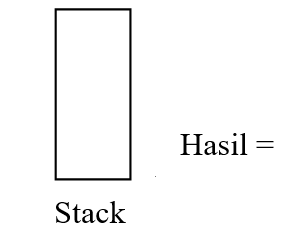 Hasil =
Stack